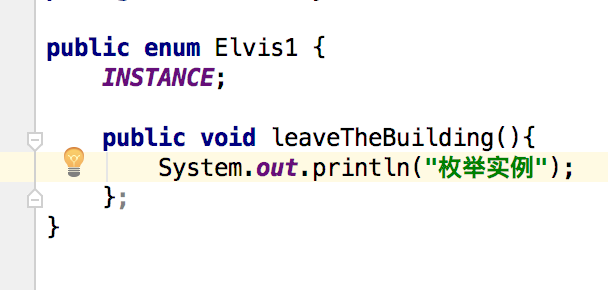 public enum Elvis1 {
INSTANCE;
public void leaveTheBuilding(){
System.out.println("枚举实例");
};
}